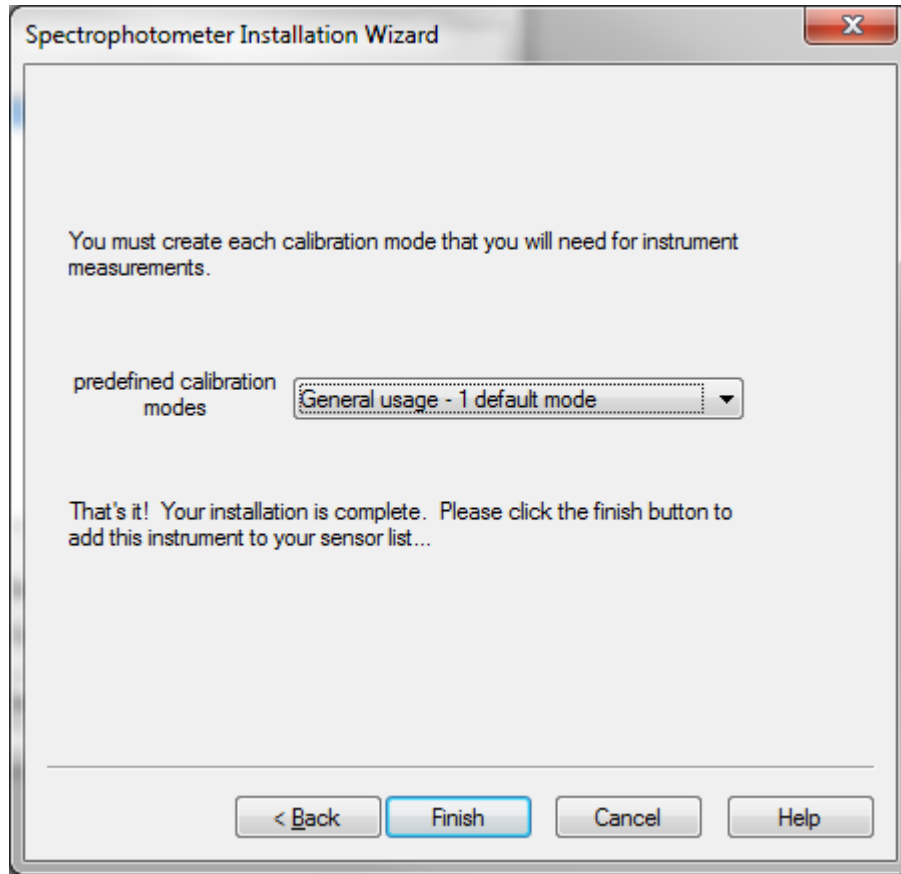 Spectrophotometer Installation Wizard
You must create each calibration mode that you will need for instrument
measurements.
predefined calibration
modes
General usage - 1 default mode
That's it!  Your installation is complete.  Please click the finish button to
add this instrument to your sensor list...
< Back
Finish
Cancel
Help